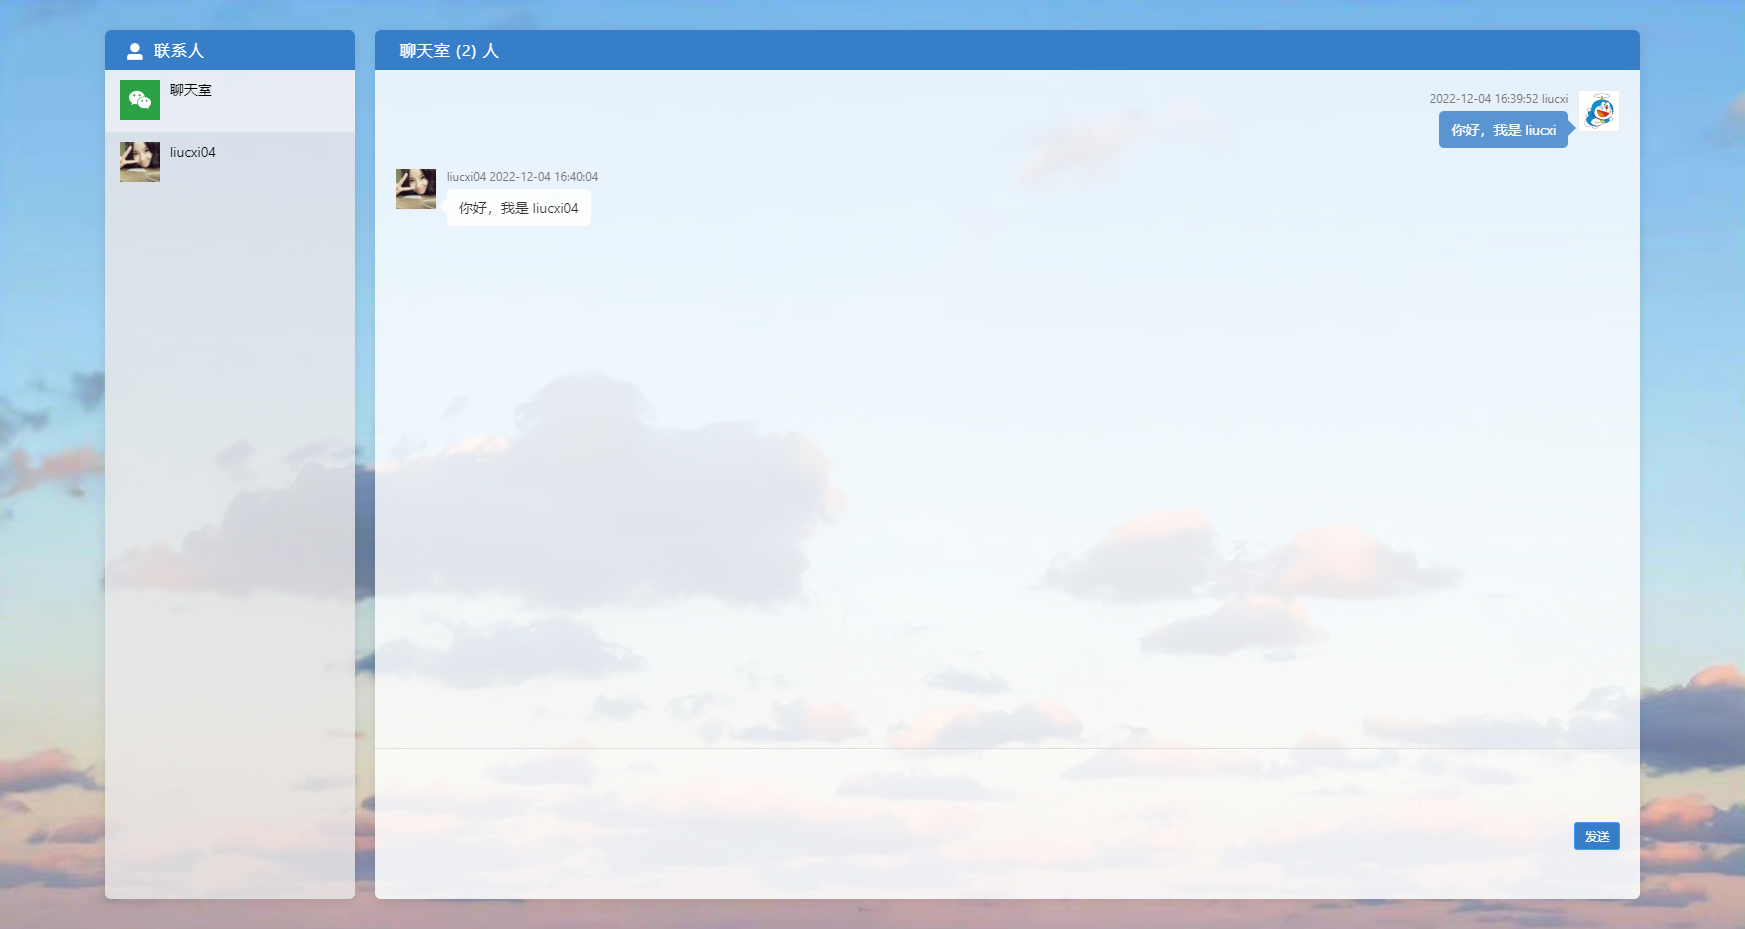 联系人
聊天室
liucxi04
聊天室 (2) 人
2022-12-04 16:39:52 liucxi
你好，我是 liucxi
liucxi04 2022-12-04 16:40:04
你好，我是 liucxi04
发送